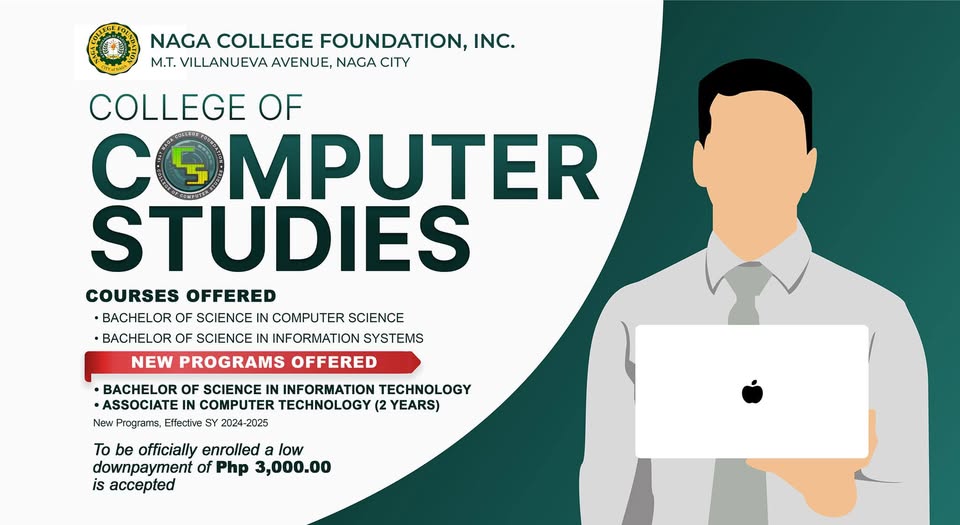 NAGA COLLEGE FOUNDATION, INC.
M.T. VILLANUEVA AVENUE, NAGA CITY
COLLEGE OF
COMPUTER
STUDIES
COURSES OFFERED
• BACHELOR OF SCIENCE IN COMPUTER SCIENCE
• BACHELOR OF SCIENCE IN INFORMATION SYSTEMS
NEW PROGRAMS OFFERED
• BACHELOR OF SCIENCE IN INFORMATION TECHNOLOGY
• ASSOCIATE IN COMPUTER TECHNOLOGY (2 YEARS)
New Programs, Effective SY 2024-2025
To be officially enrolled a low
downpayment of Php 3,000.00
is accepted